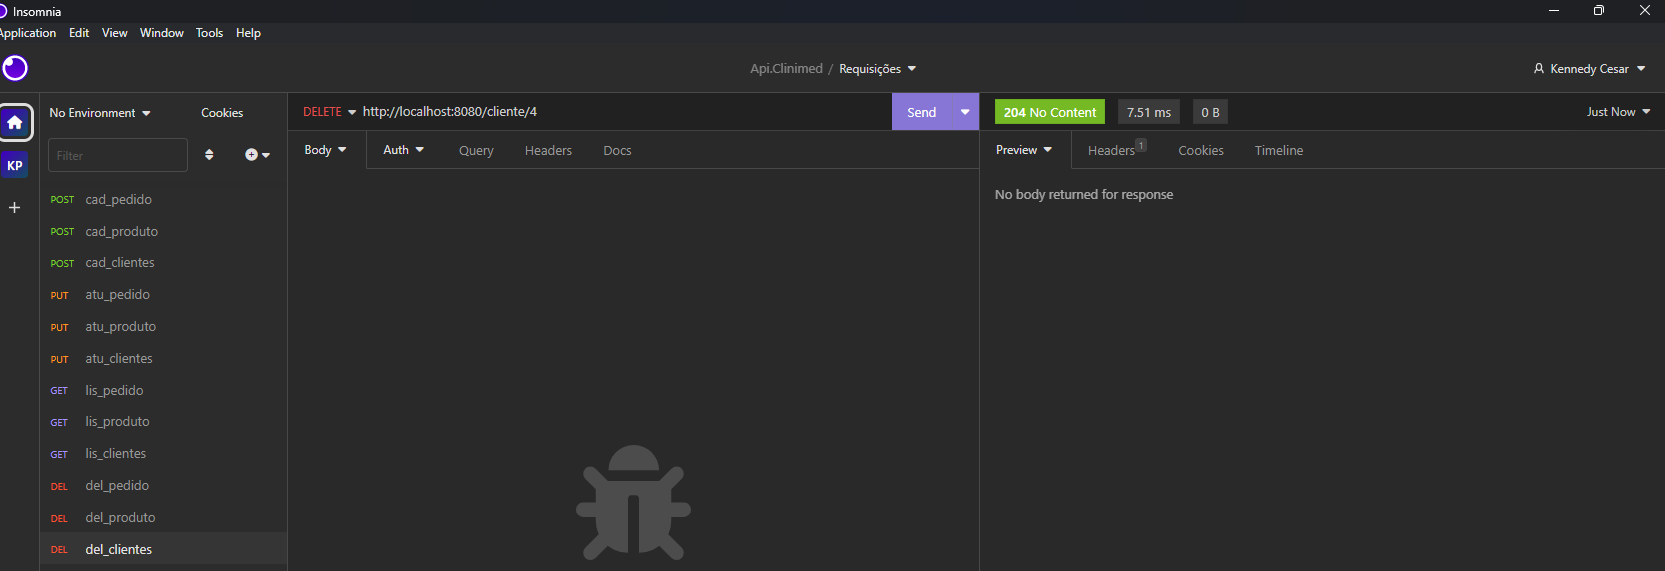 Insomnia
Application Edit View Window Tools Help
Api.Clinimed / Requisições
Kennedy Cesar
No Environment
Cookies
DELETE http://localhost:8080/cliente/4
Send
204 No Content
7.51 ms
0 B
Just Now
Filter
Body
Auth
Query
Headers
Docs
Preview
Headers 1
Cookies
Timeline
KP
No body returned for response
POST cad_pedido
POST cad_produto
POST cad_clientes
PUT atu_pedido
PUT atu_produto
PUT atu_clientes
GET lis_pedido
GET lis_produto
GET lis_clientes
DEL del_pedido
DEL del_produto
DEL del_clientes